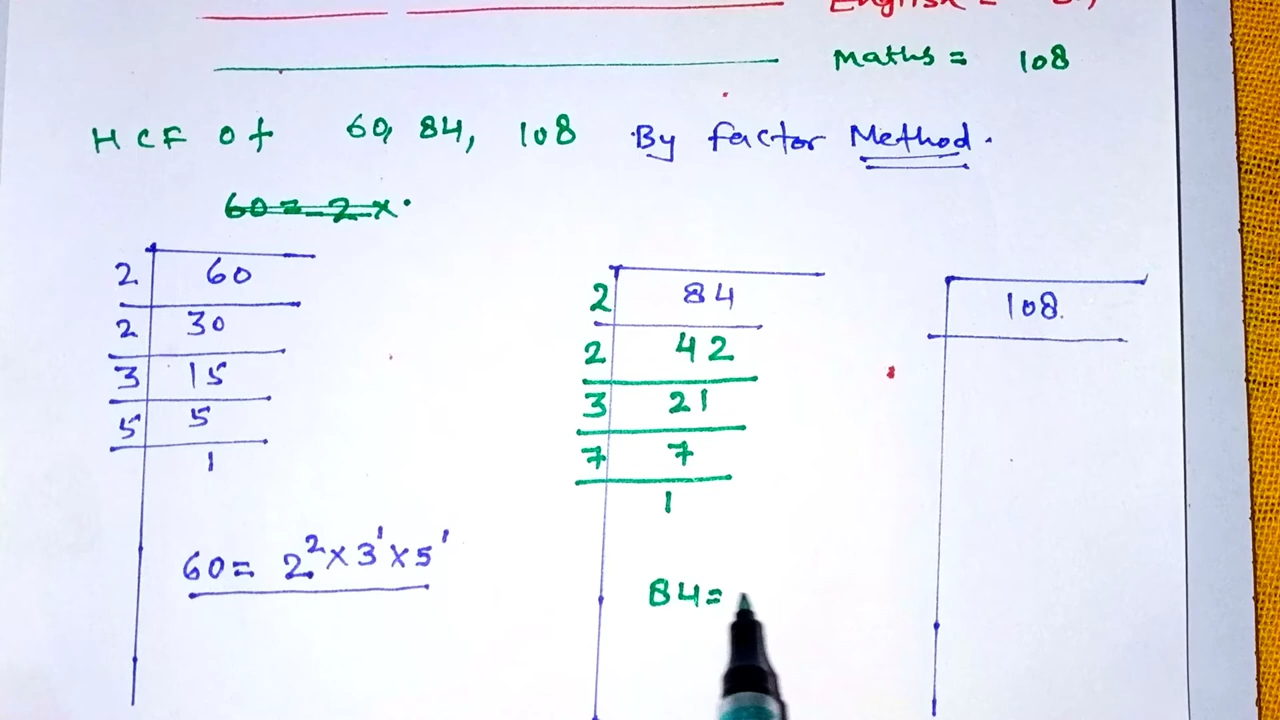 English =
Maths = 108
HCF Of 60, 84, 108 By factor Method.
60 = 2 ×
2 60
2 30
3 15
5 5
1
60 = 2² × 3¹ × 5¹
2 84
2 42
3 21
7 7
1
84 =
108.